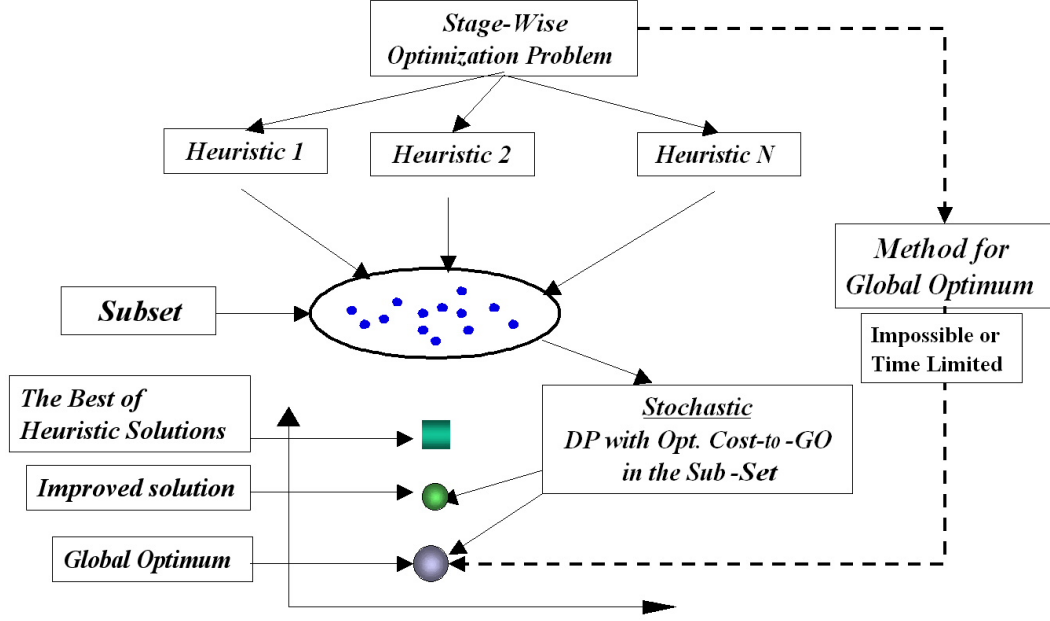 Stage-Wise
Optimization Problem
Heuristic 1
Heuristic 2
Heuristic N
Method for
Global Optimum
Impossible or
Time Limited
Subset
The Best of
Heuristic Solutions
Stochastic
DP with Opt. Cost-to -GO
in the Sub -Set
Improved solution
Global Optimum